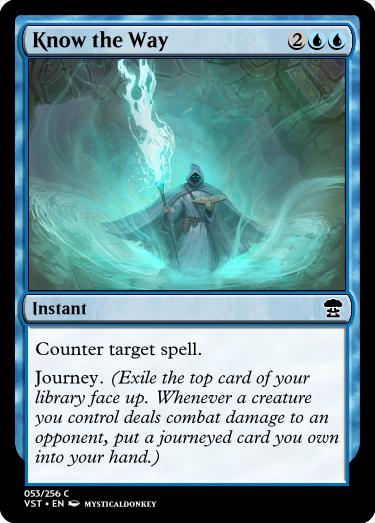 Know the Way 2
Instant
Counter target spell.
Journey. (Exile the top card of your
library face up. Whenever a creature
you control deals combat damage to an
opponent, put a journeyed card you own
into your hand.)
053/256 C
VST • EN MYSTICALDONKEY